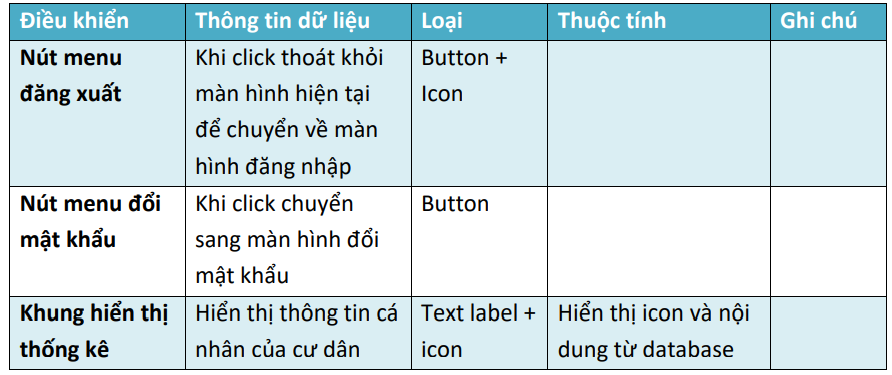 Điều khiển Thông tin dữ liệu Loại Thuộc tính Ghi chú
Nút menu đăng xuất
Khi click thoát khỏi
màn hình hiện tại
để chuyển về màn
hình đăng nhập
Button +
Icon
Nút menu đổi
mật khẩu
Khi click chuyển
sang màn hình đổi
mật khẩu
Button
Khung hiển thị
thống kê
Hiển thị thông tin cá
nhân của cư dân
Text label +
icon
Hiển thị icon và nội
dung từ database